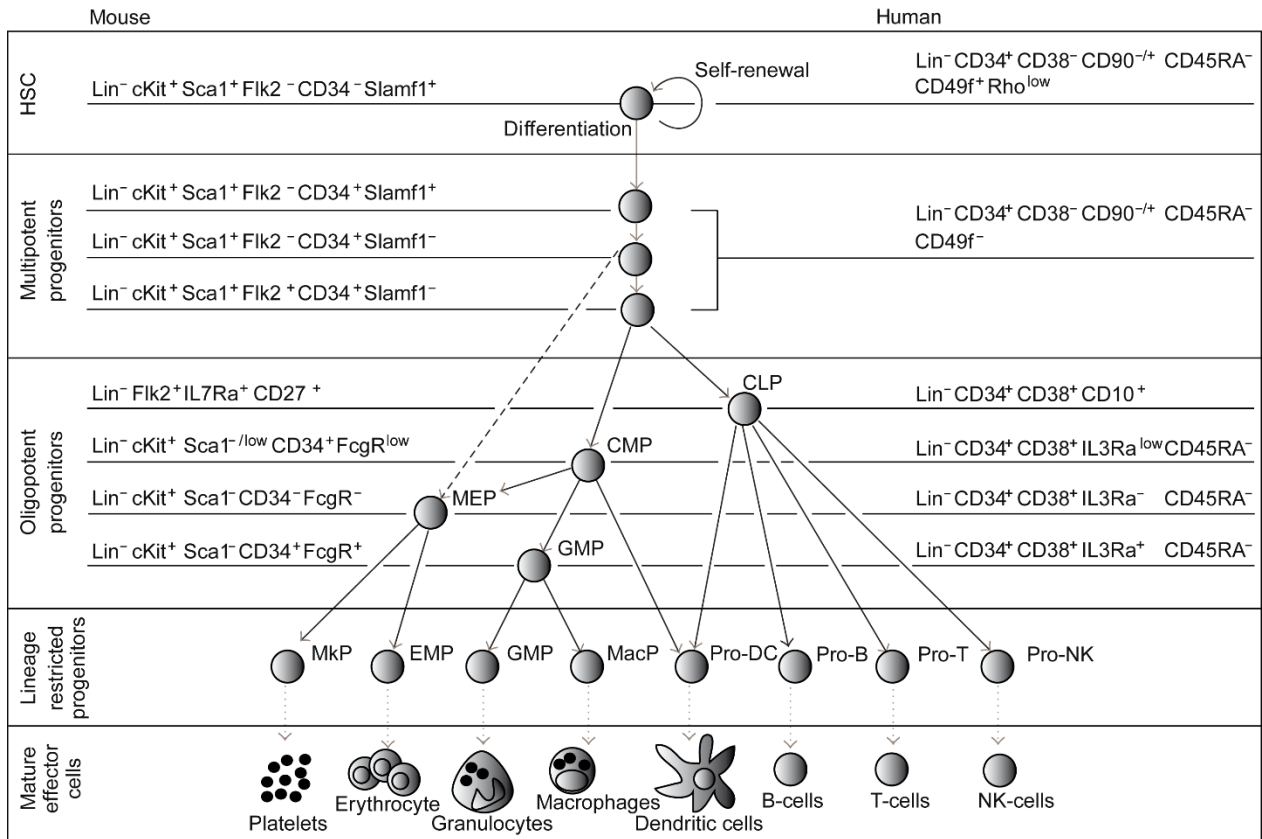 Mouse
Human
HSC
Lin⁻ cKit⁺ Sca1⁺ Flk2⁻ CD34⁻ Slamf1⁺
Self-renewal
Differentiation
Lin⁻ CD34⁺ CD38⁻ CD90⁻/⁺ CD45RA⁻
CD49f⁺ Rho^low
Multipotent
progenitors
Lin⁻ cKit⁺ Sca1⁺ Flk2⁻ CD34⁺ Slamf1⁺
Lin⁻ cKit⁺ Sca1⁺ Flk2⁻ CD34⁺ Slamf1⁻
Lin⁻ cKit⁺ Sca1⁺ Flk2⁺ CD34⁺ Slamf1⁻
Lin⁻ CD34⁺ CD38⁻ CD90⁻/⁺ CD45RA⁻
CD49f⁻
Oligopotent
progenitors
Lin⁻ Flk2⁺ IL7Ra⁺ CD27⁺
CLP
Lin⁻ CD34⁺ CD38⁺ CD10⁺
Lin⁻ cKit⁺ Sca1⁻/low CD34⁺ FcgR^low
CMP
Lin⁻ CD34⁺ CD38⁺ IL3Ra^low CD45RA⁻
Lin⁻ cKit⁺ Sca1⁻ CD34⁻ FcgR⁻
MEP
Lin⁻ CD34⁺ CD38⁺ IL3Ra⁻ CD45RA⁻
Lin⁻ cKit⁺ Sca1⁻ CD34⁺ FcgR⁺
GMP
Lin⁻ CD34⁺ CD38⁺ IL3Ra⁺ CD45RA⁻
Lineage
restricted
progenitors
MkP
EMP
GMP
MacP
Pro-DC
Pro-B
Pro-T
Pro-NK
Mature
effector
cells
Platelets
Erythrocyte
Granulocytes
Macrophages
Dendritic cells
B-cells
T-cells
NK-cells